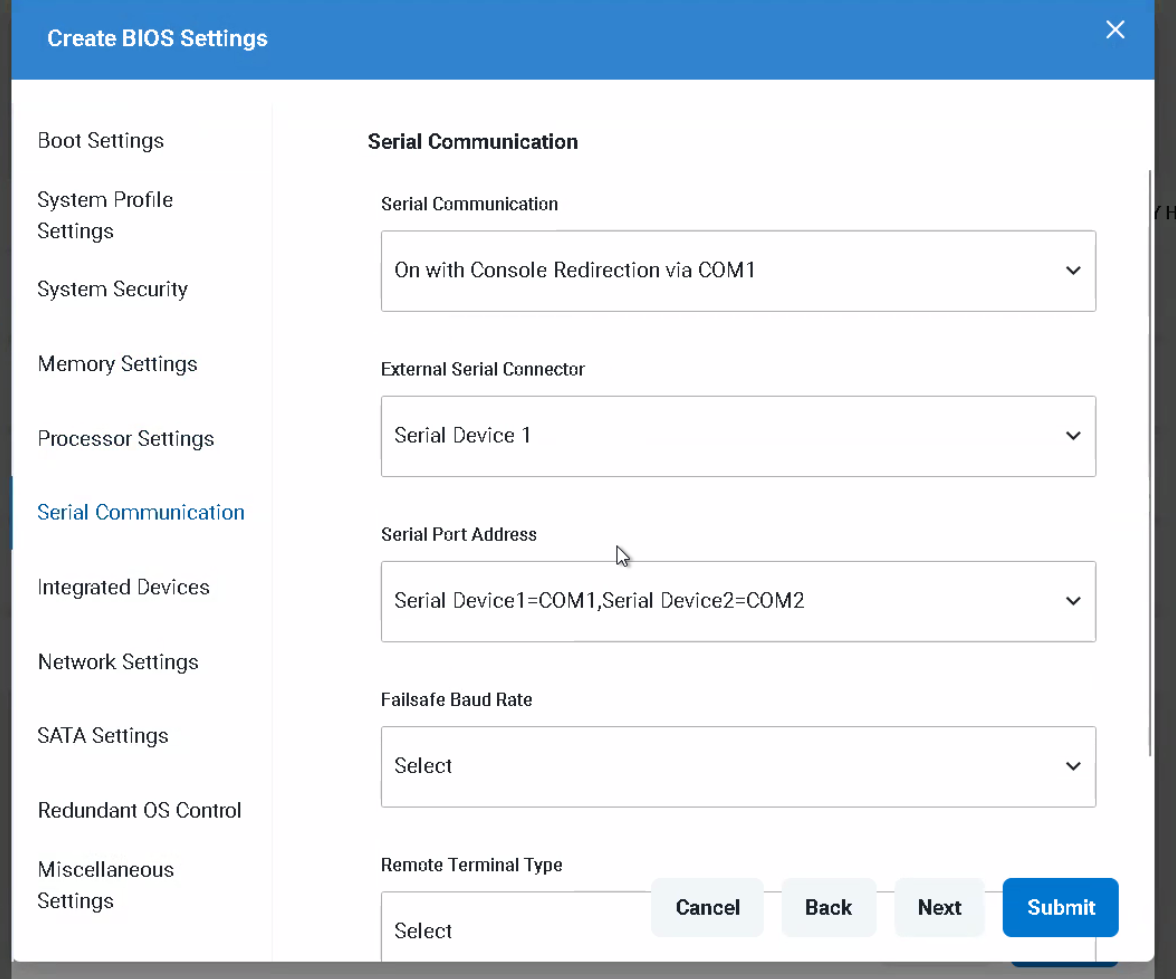 Create BIOS Settings
Boot Settings
System Profile
Settings
System Security
Memory Settings
Processor Settings
Serial Communication
Integrated Devices
Network Settings
SATA Settings
Redundant OS Control
Miscellaneous
Settings
Serial Communication
Serial Communication
On with Console Redirection via COM1
External Serial Connector
Serial Device 1
Serial Port Address
Serial Device1=COM1,Serial Device2=COM2
Failsafe Baud Rate
Select
Remote Terminal Type
Select
Cancel
Back
Next
Submit